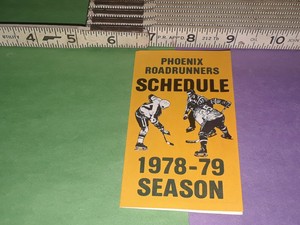 4 5 6 7 8 9 10
PHOENIX
ROADRUNNERS
SCHEDULE
1978-79
SEASON